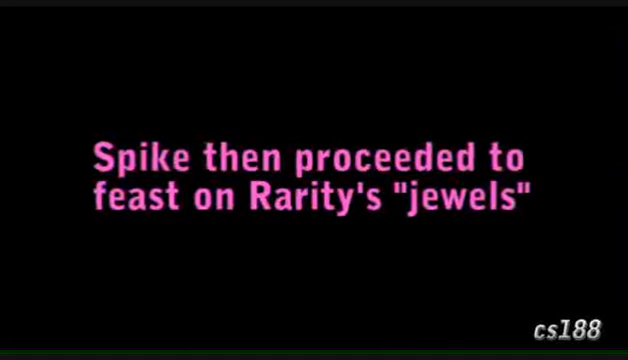 Spike then proceeded to
feast on Rarity's "jewels"
cs188